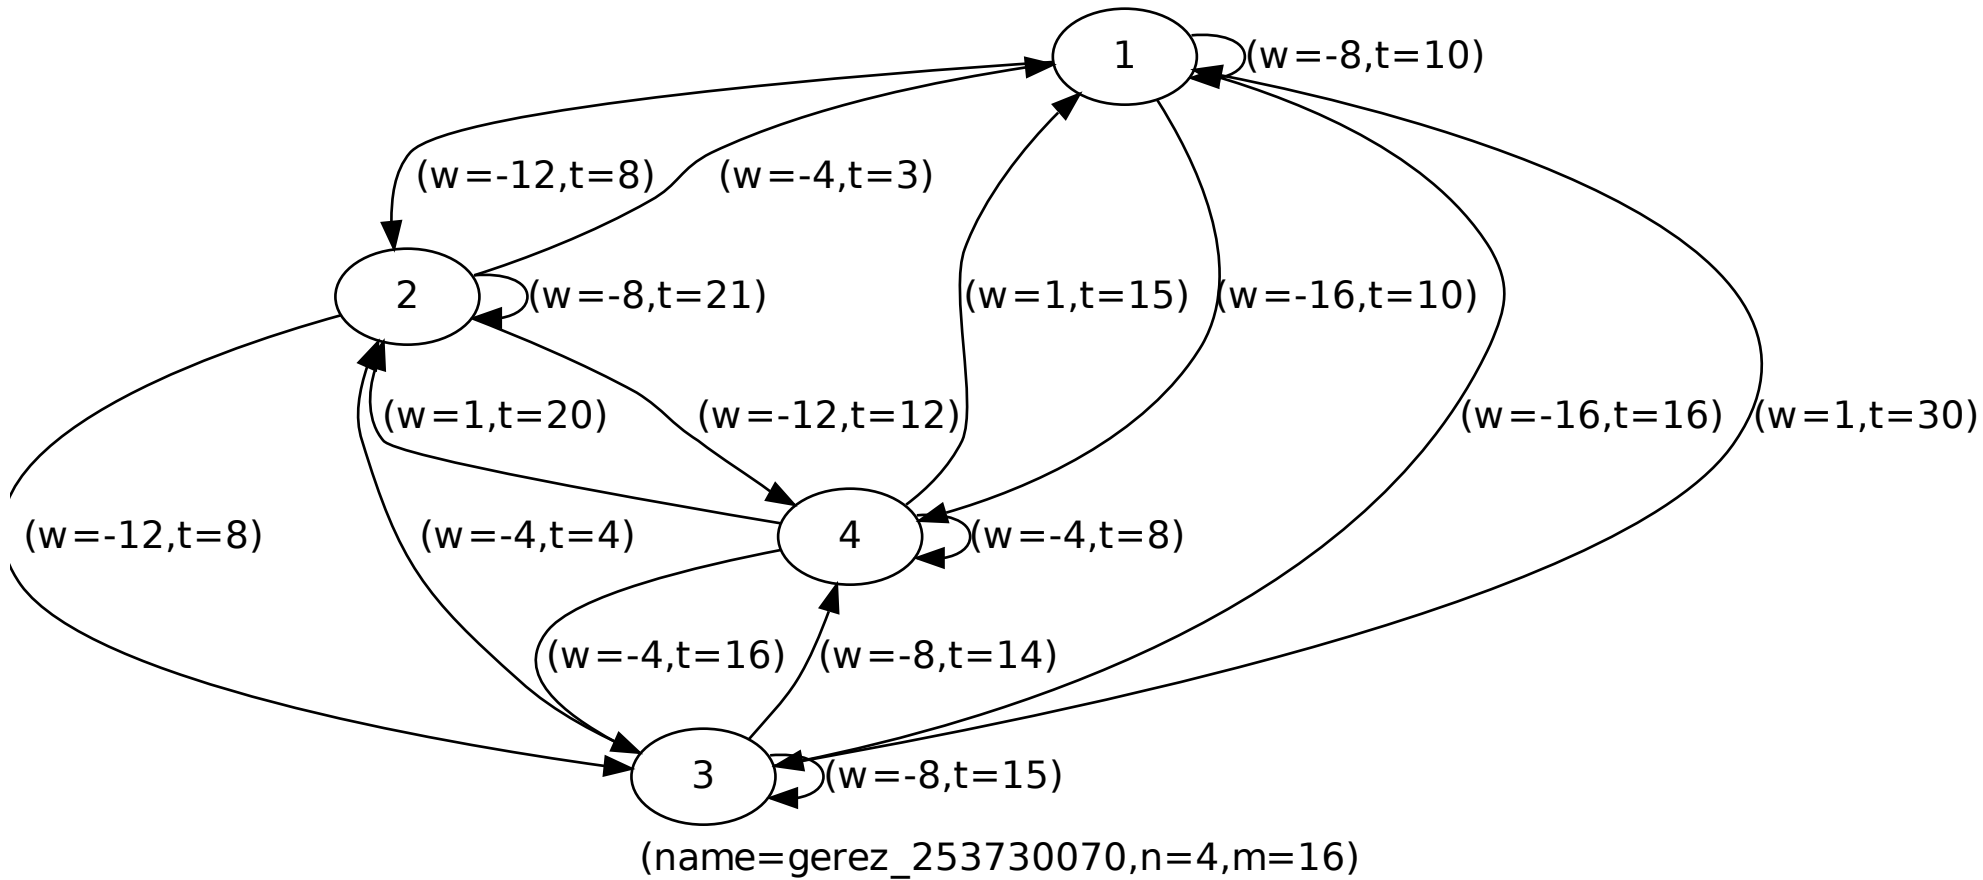 1
(w=-8,t=10)
(w=-12,t=8)
(w=-4,t=3)
2
(w=-8,t=21)
(w=1,t=15)
(w=-16,t=10)
(w=1,t=20)
(w=-12,t=12)
(w=-16,t=16)
(w=1,t=30)
(w=-12,t=8)
(w=-4,t=4)
4
(w=-4,t=8)
(w=-4,t=16)
(w=-8,t=14)
3
(w=-8,t=15)
(name=gerez_253730070,n=4,m=16)